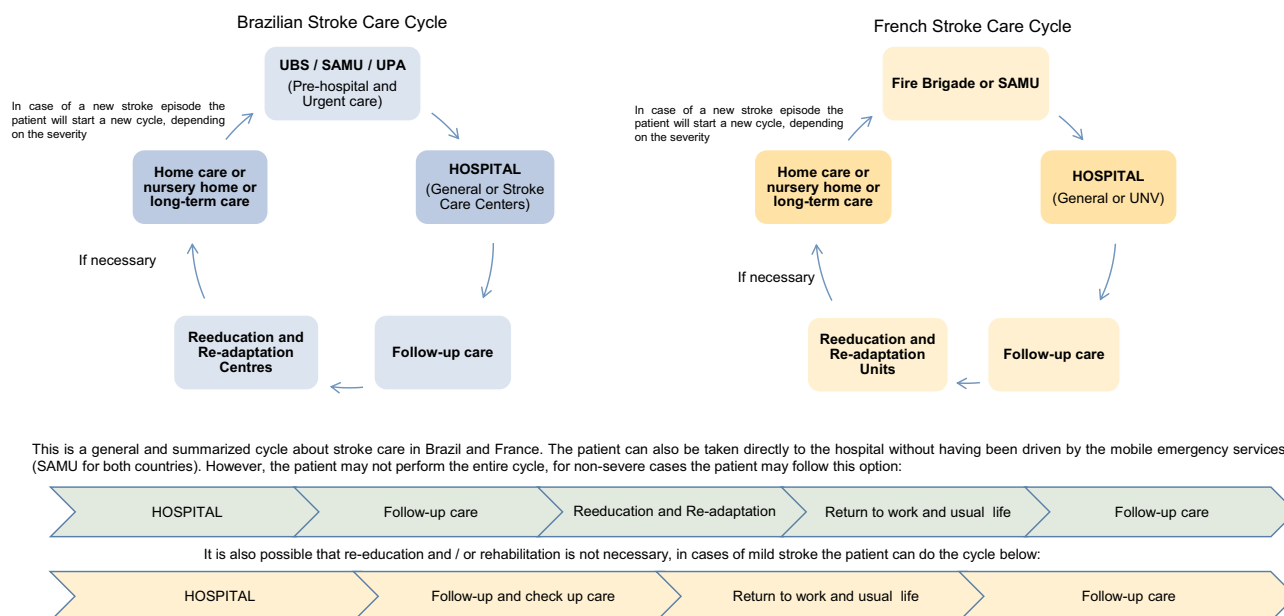 Brazilian Stroke Care Cycle
UBS / SAMU / UPA
(Pre-hospital and
Urgent care)
In case of a new stroke episode the
patient will start a new cycle, depending
on the severity
Home care or
nursery home or
long-term care
HOSPITAL
(General or Stroke
Care Centers)
If necessary
Reeducation and
Re-adaptation
Centres
Follow-up care
French Stroke Care Cycle
Fire Brigade or SAMU
In case of a new stroke episode the
patient will start a new cycle, depending
on the severity
Home care or
nursery home or
long-term care
HOSPITAL
(General or UNV)
If necessary
Reeducation and
Re-adaptation
Units
Follow-up care
This is a general and summarized cycle about stroke care in Brazil and France. The patient can also be taken directly to the hospital without having been driven by the mobile emergency services
(SAMU for both countries). However, the patient may not perform the entire cycle, for non-severe cases the patient may follow this option:
HOSPITAL
Follow-up care
Reeducation and Re-adaptation
Return to work and usual life
Follow-up care
It is also possible that re-education and / or rehabilitation is not necessary, in cases of mild stroke the patient can do the cycle below:
HOSPITAL
Follow-up and check up care
Return to work and usual life
Follow-up care